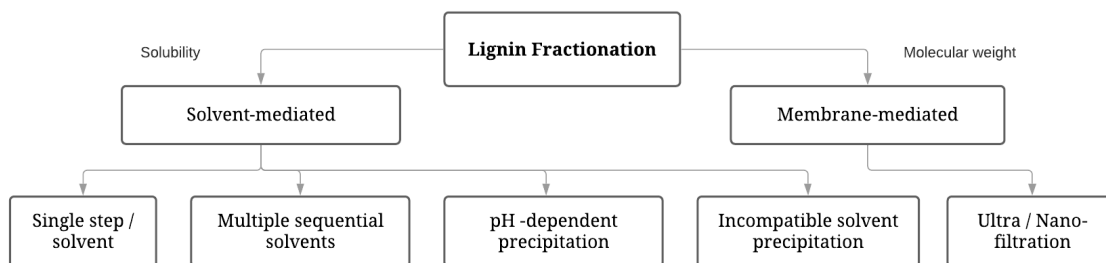 Lignin Fractionation
Solubility
Molecular weight
Solvent-mediated
Membrane-mediated
Single step /
solvent
Multiple sequential
solvents
pH -dependent
precipitation
Incompatible solvent
precipitation
Ultra / Nano-
filtration